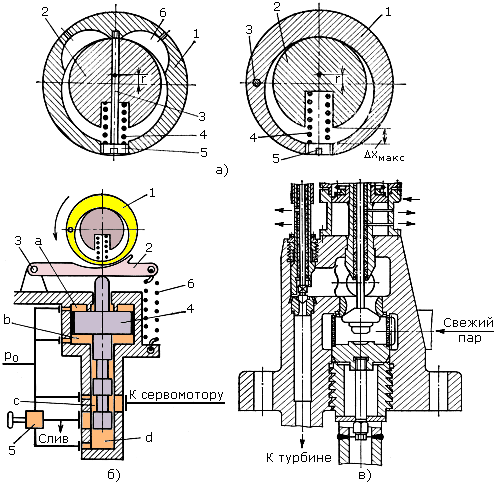 2
6
1
r
3
4
5
3
2
1
r
4
5
Δxмакс
а)
1
a
3
2
b
4
6
p₀
c
К сервомотору
5
Слив
d
б)
Свежий
пар
К турбине
в)